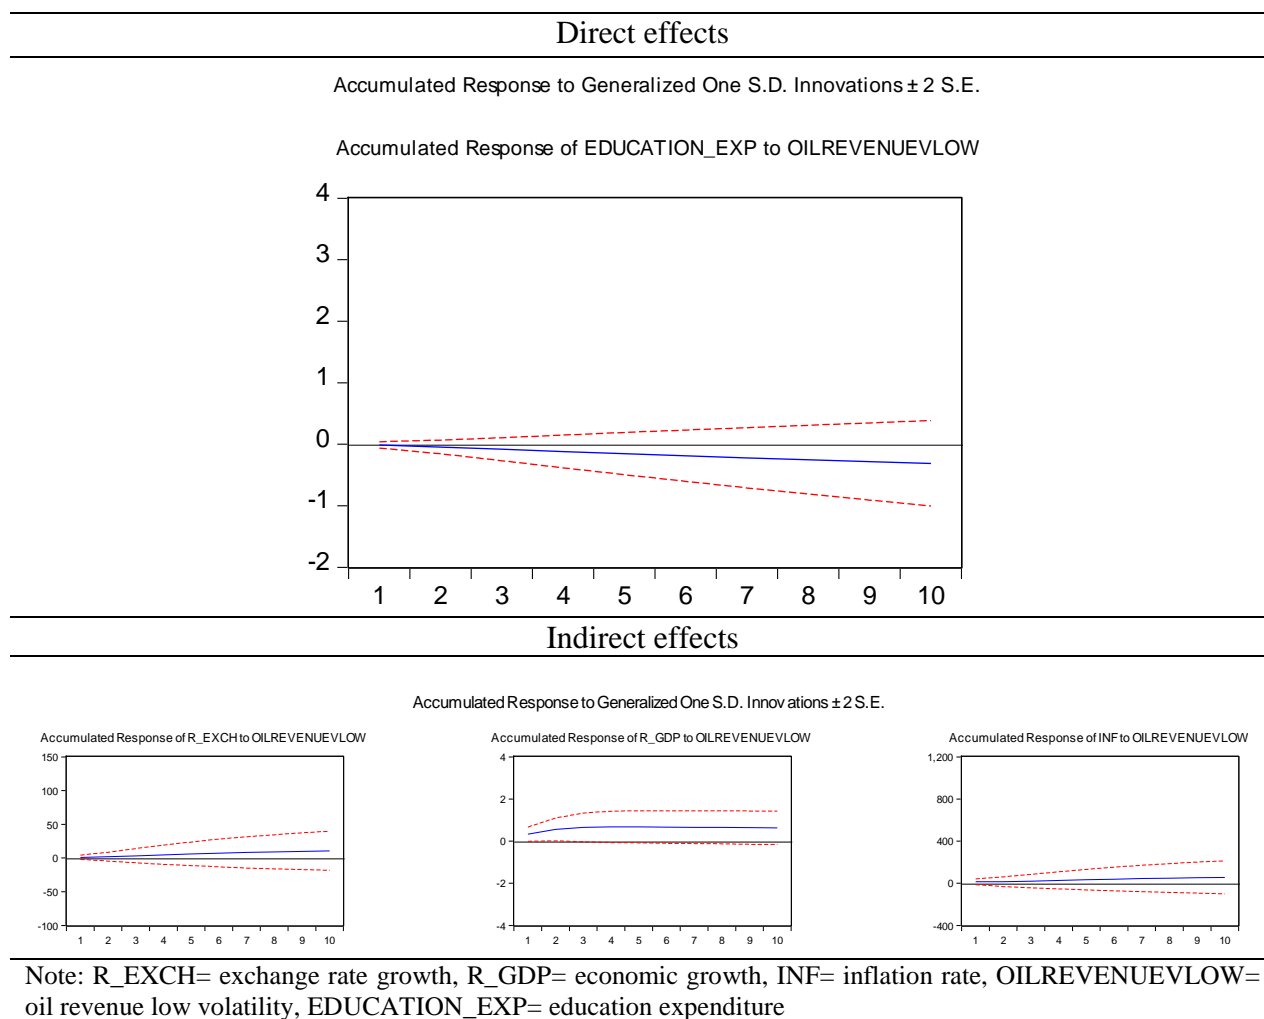 Direct effects
Accumulated Response to Generalized One S.D. Innovations ± 2 S.E.
Accumulated Response of EDUCATION_EXP to OILREVENUEVLOW
4
3
2
1
0
-1
-2
1 2 3 4 5 6 7 8 9 10
Indirect effects
Accumulated Response to Generalized One S.D. Innovations ± 2 S.E.
Accumulated Response of R_EXCH to OILREVENUEVLOW
150
100
50
0
-50
-100
1 2 3 4 5 6 7 8 9 10
Accumulated Response of R_GDP to OILREVENUEVLOW
4
2
0
-2
-4
1 2 3 4 5 6 7 8 9 10
Accumulated Response of INF to OILREVENUEVLOW
1,200
800
400
0
-400
1 2 3 4 5 6 7 8 9 10
Note: R_EXCH= exchange rate growth, R_GDP= economic growth, INF= inflation rate, OILREVENUEVLOW=
oil revenue low volatility, EDUCATION_EXP= education expenditure